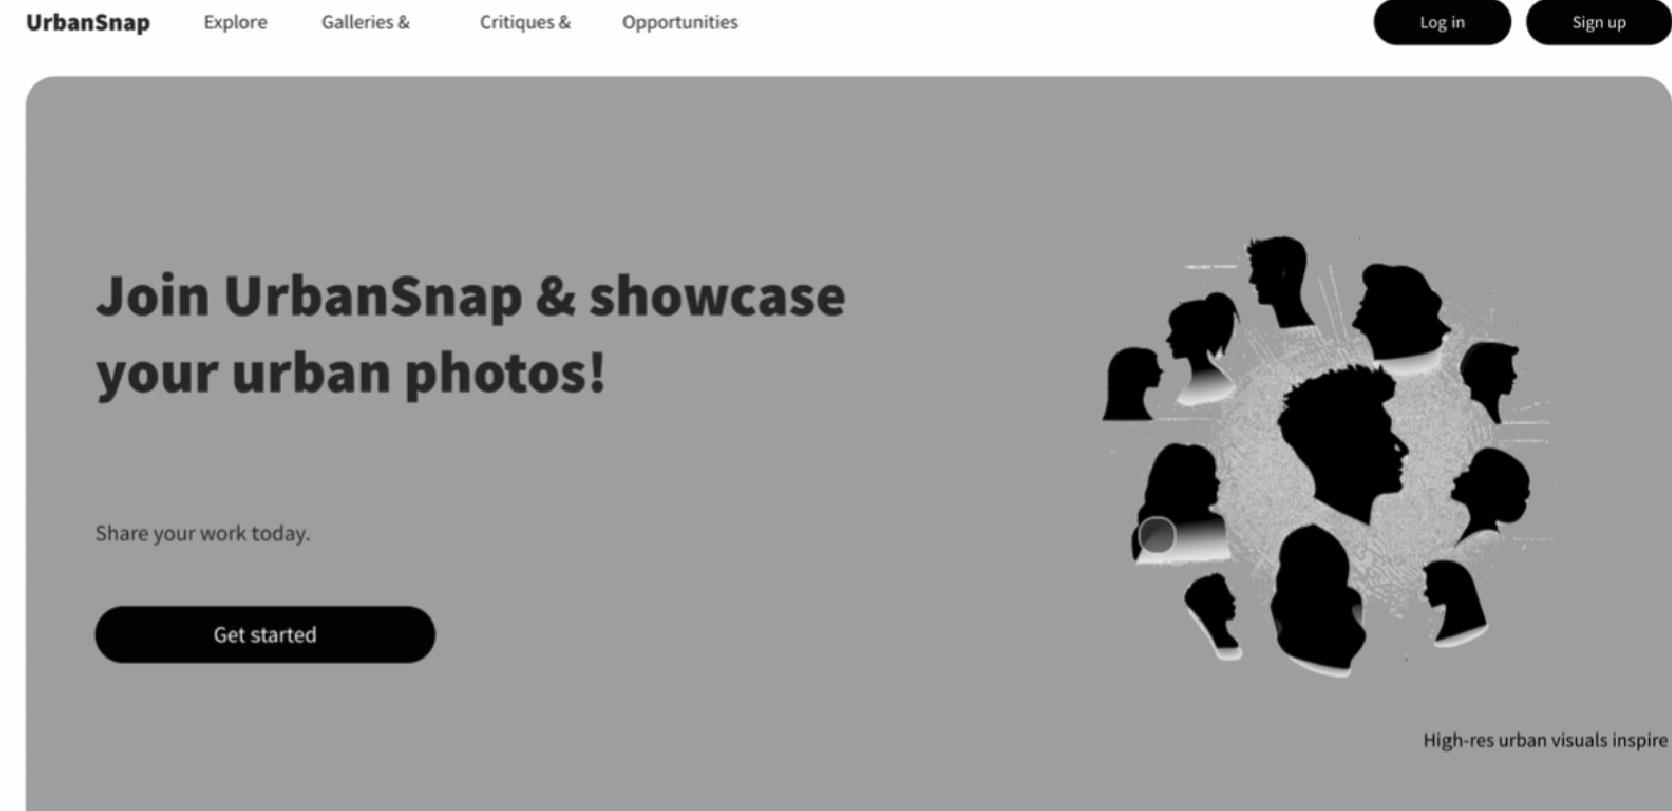 UrbanSnap Explore Galleries & Critiques & Opportunities Log in Sign up
Join UrbanSnap & showcase
your urban photos!
Share your work today.
Get started
High-res urban visuals inspire